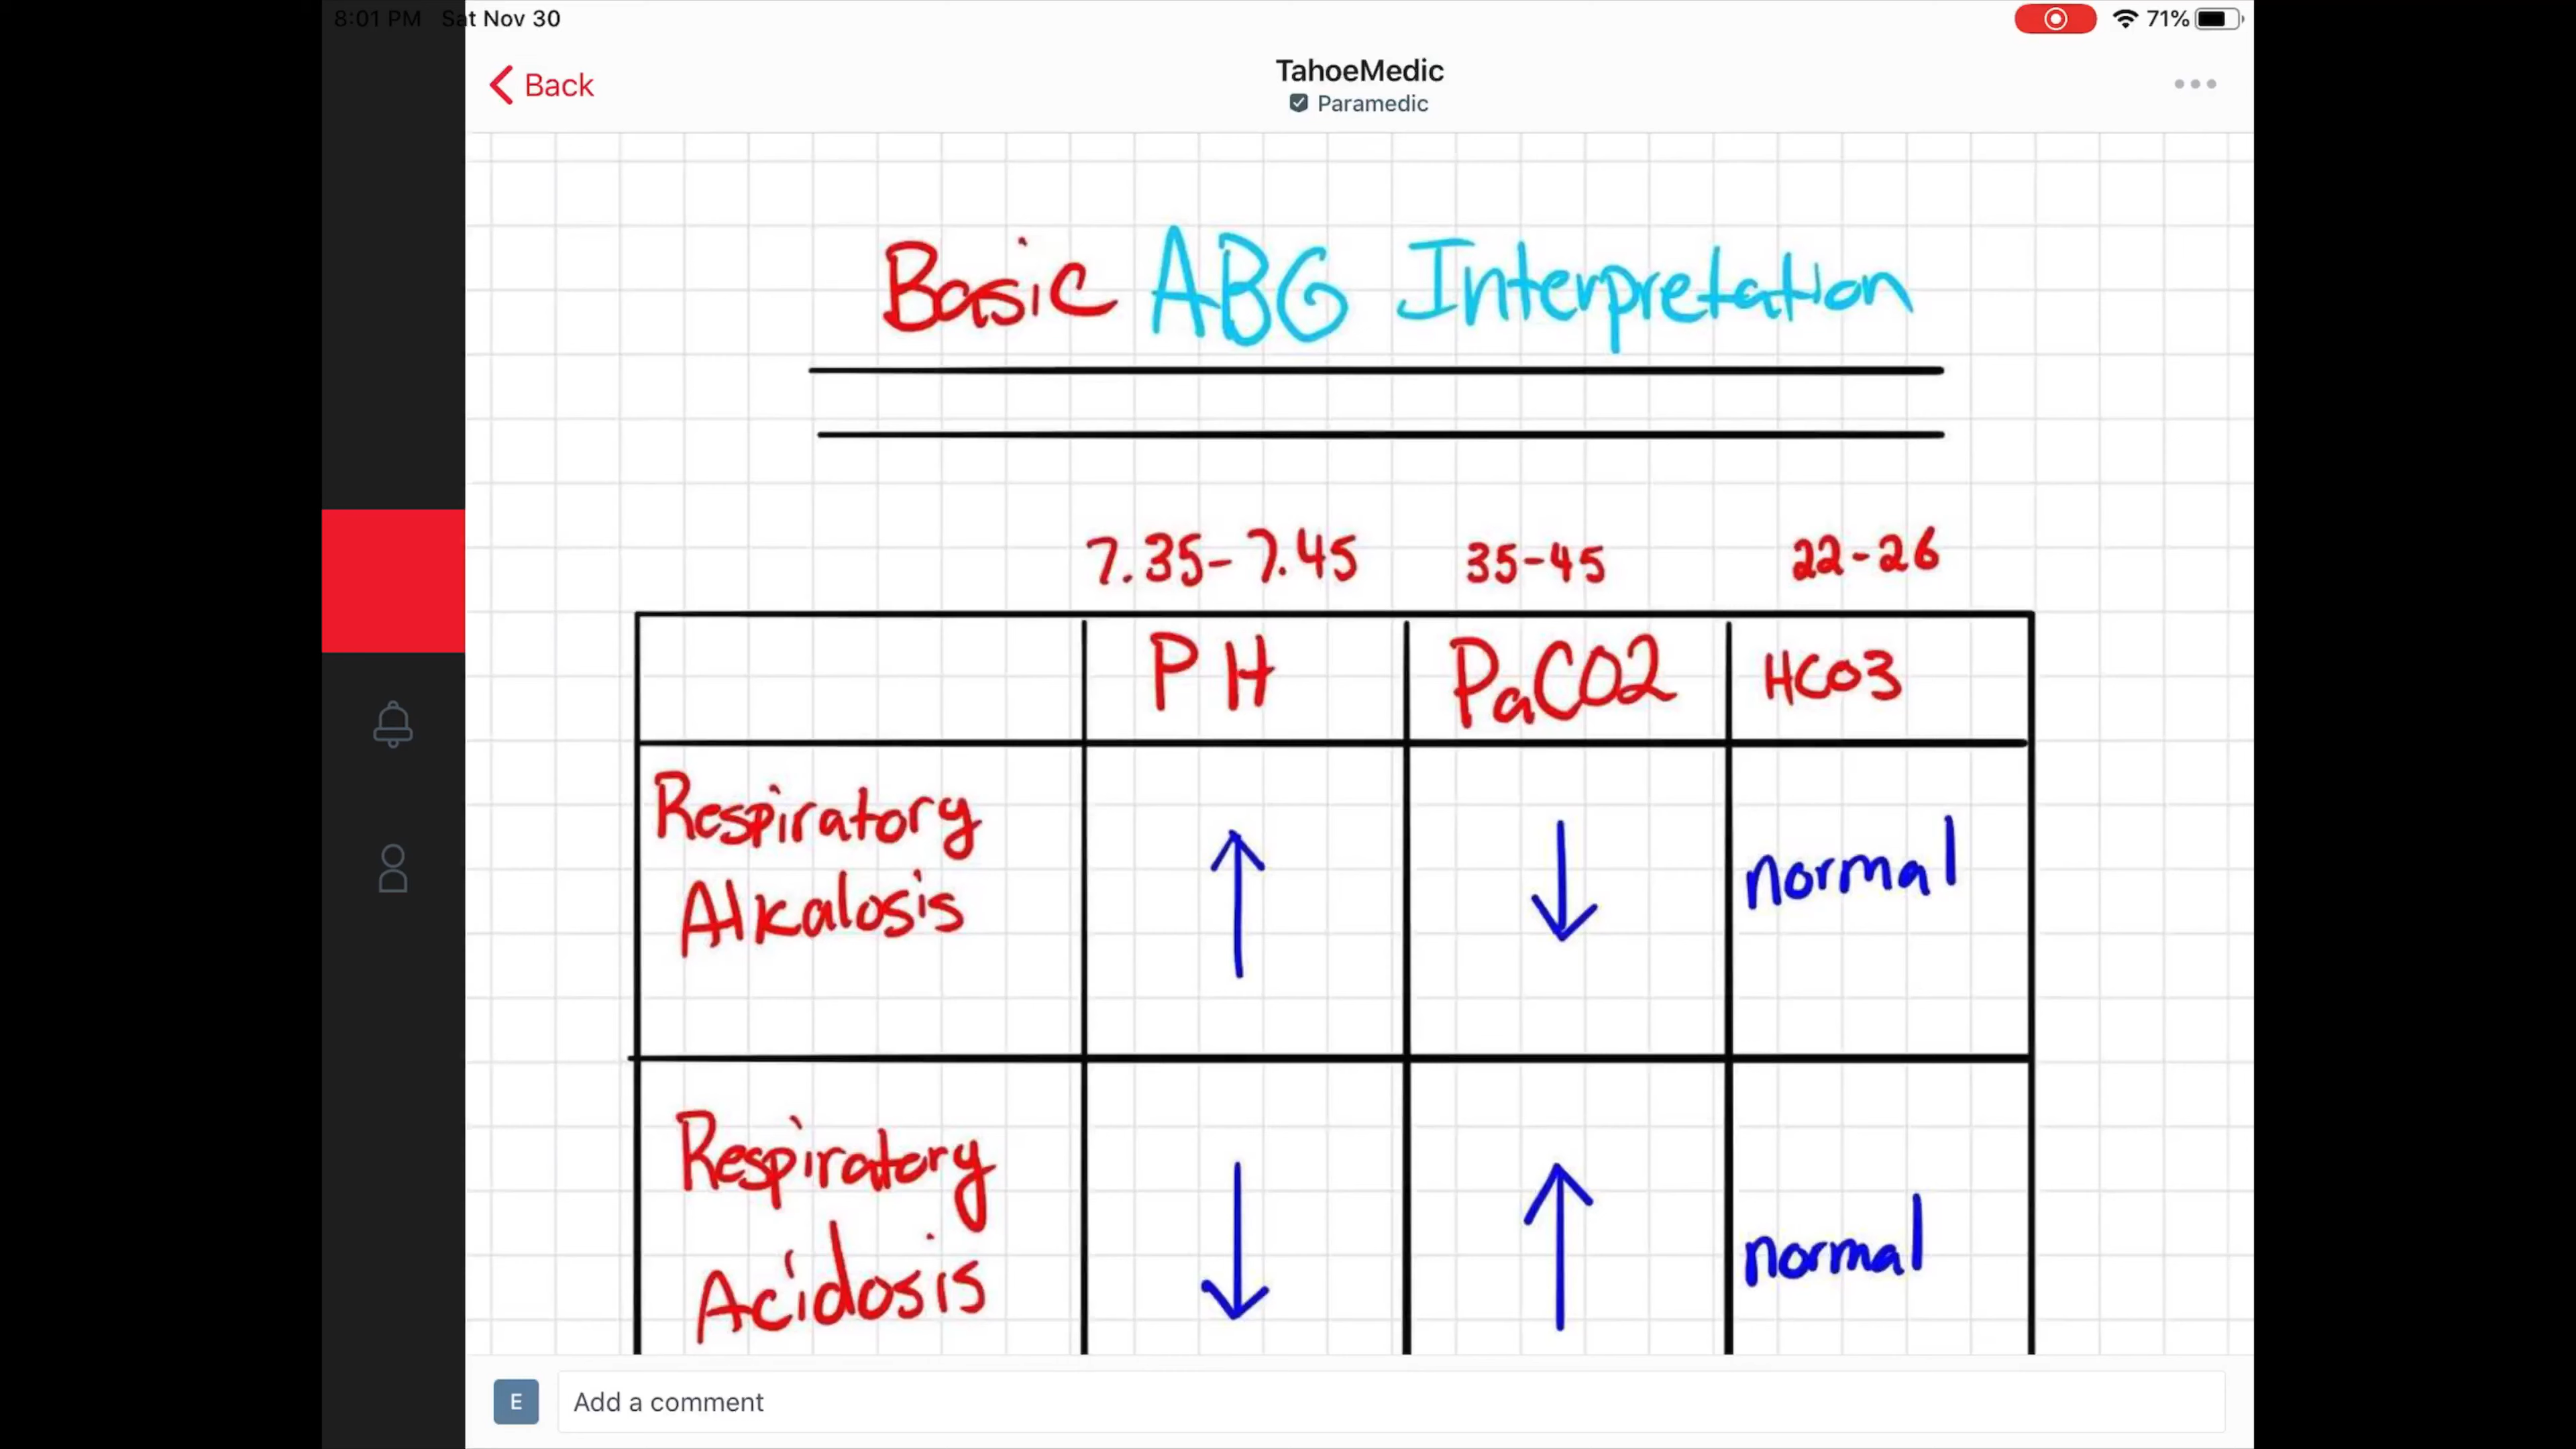 8:01 PM Sat Nov 30
71%
Back
TahoeMedic
Paramedic
Basic ABG Interpretation
7.35-7.45 35-45 22-26
PH PaCO2 HCO3
Respiratory
Alkalosis
normal
Respiratory
Acidosis
normal
E
Add a comment